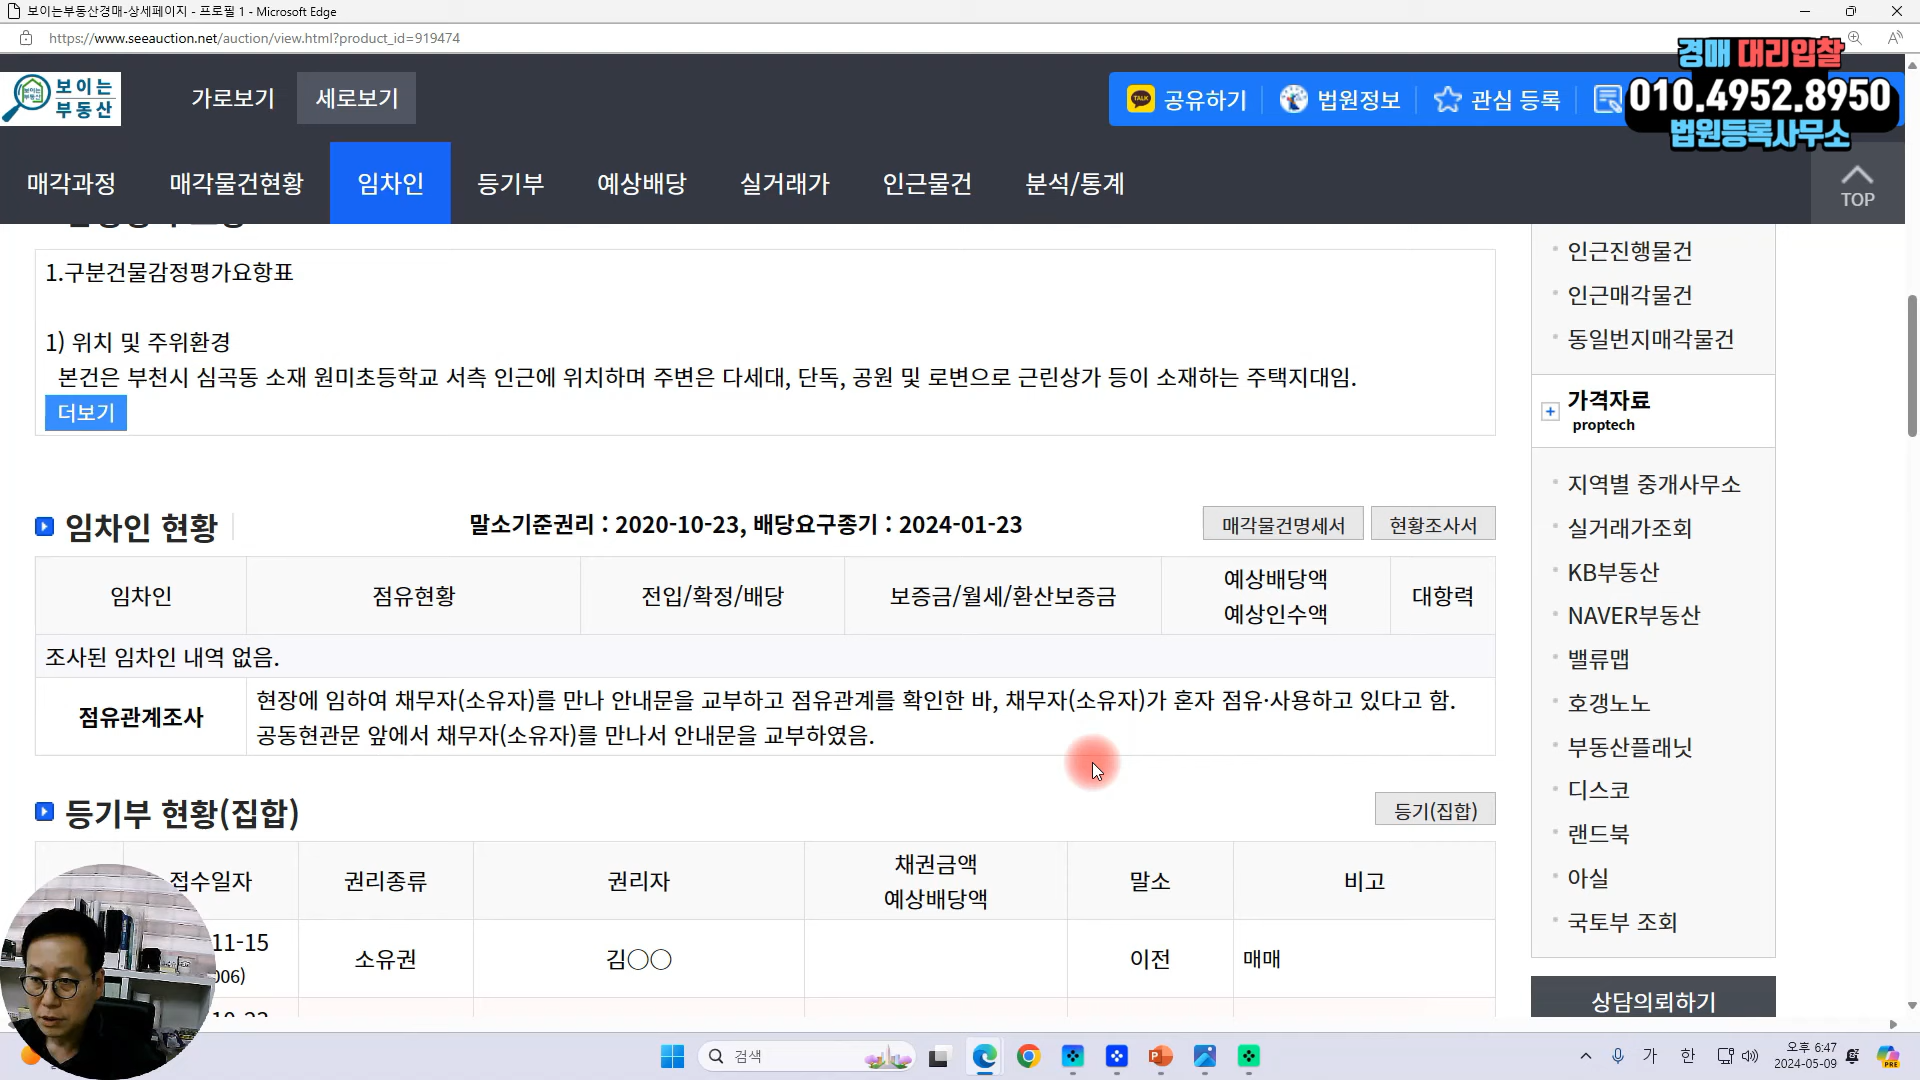 보이는부동산경매-상세페이지 - 프로필 1 - Microsoft Edge
https://www.seeauction.net/auction/view.html?product_id=919474
경매 대리입찰
010.4952.8950
법원등록사무소
보이는
부동산
가로보기
세로보기
TALK
공유하기
법원정보
관심 등록
매각과정
매각물건현황
임차인
등기부
예상배당
실거래가
인근물건
분석/통계
TOP
1.구분건물감정평가요항표
1) 위치 및 주위환경
본건은 부천시 심곡동 소재 원미초등학교 서측 인근에 위치하며 주변은 다세대, 단독, 공원 및 로변으로 근린상가 등이 소재하는 주택지대임.
더보기
임차인 현황
말소기준권리 : 2020-10-23, 배당요구종기 : 2024-01-23
매각물건명세서
현황조사서
임차인
점유현황
전입/확정/배당
보증금/월세/환산보증금
예상배당액
예상인수액
대항력
조사된 임차인 내역 없음.
점유관계조사
현장에 임하여 채무자(소유자)를 만나 안내문을 교부하고 점유관계를 확인한 바, 채무자(소유자)가 혼자 점유·사용하고 있다고 함.
공동현관문 앞에서 채무자(소유자)를 만나서 안내문을 교부하였음.
등기부 현황(집합)
등기(집합)
접수일자
권리종류
권리자
채권금액
예상배당액
말소
비고
11-15
006)
소유권
김○○
이전
매매
인근진행물건
인근매각물건
동일번지매각물건
가격자료
proptech
지역별 중개사무소
실거래가조회
KB부동산
NAVER부동산
밸류맵
호갱노노
부동산플래닛
디스코
랜드북
아실
국토부 조회
상담의뢰하기
검색
가
한
오후 6:47
2024-05-09
PRE